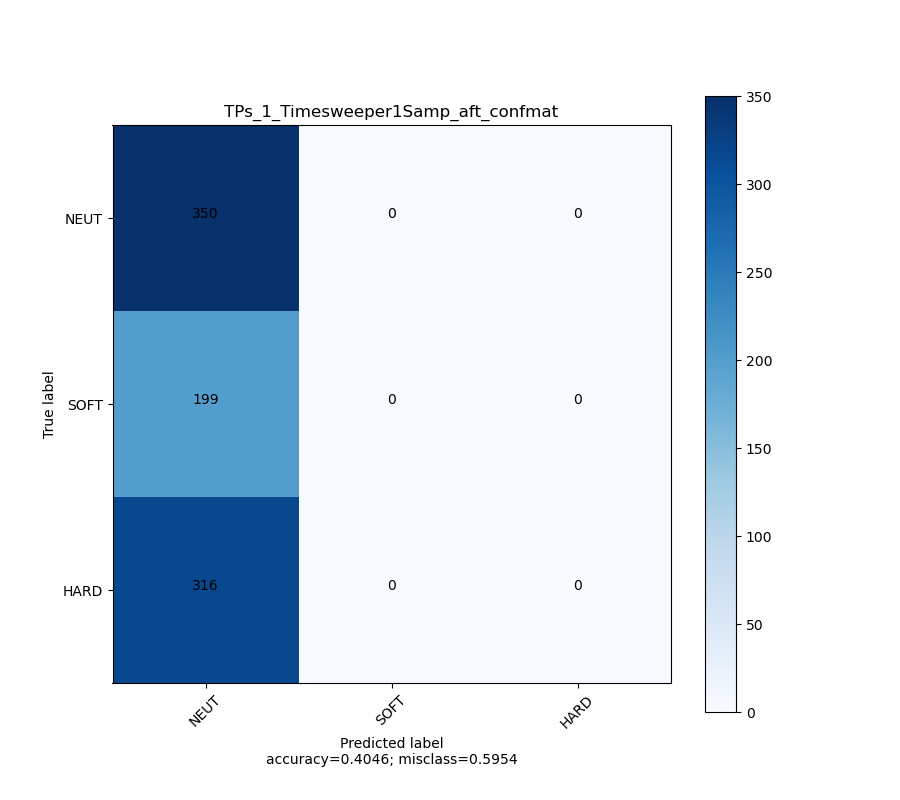 TPs_1_Timesweeper1Samp_aft_confmat
350
300
250
200
150
100
50
0
True label
NEUT
SOFT
HARD
350 0 0
199 0 0
316 0 0
NEUT SOFT HARD
Predicted label
accuracy=0.4046; misclass=0.5954